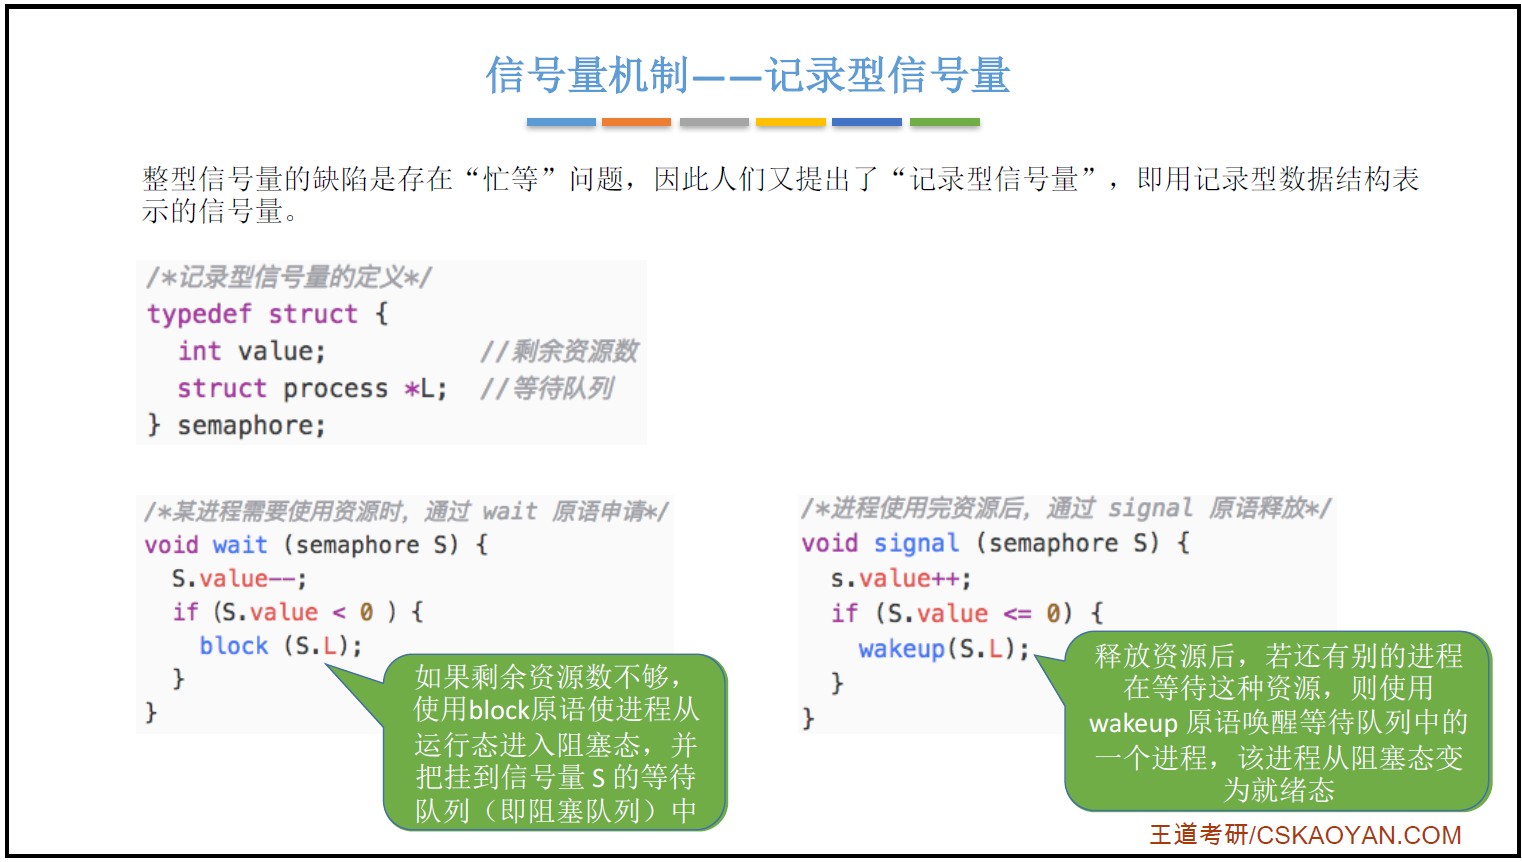 信号量机制——记录型信号量
整型信号量的缺陷是存在“忙等”问题，因此人们又提出了“记录型信号量”，即用记录型数据结构表
示的信号量。
/*记录型信号量的定义*/
typedef struct {
int value; //剩余资源数
struct process *L; //等待队列
} semaphore;
/*某进程需要使用资源时，通过 wait 原语申请*/
void wait (semaphore S) {
S.value--;
if (S.value < 0 ) {
block (S.L);
}
}
如果剩余资源数不够，
使用block原语使进程从
运行态进入阻塞态，并
把挂到信号量 S 的等待
队列（即阻塞队列）中
/*进程使用完资源后，通过 signal 原语释放*/
void signal (semaphore S) {
s.value++;
if (S.value <= 0) {
wakeup(S.L);
}
}
释放资源后，若还有别的进程
在等待这种资源，则使用
wakeup 原语唤醒等待队列中的
一个进程，该进程从阻塞态变
为就绪态
王道考研/CSKAOYAN.COM